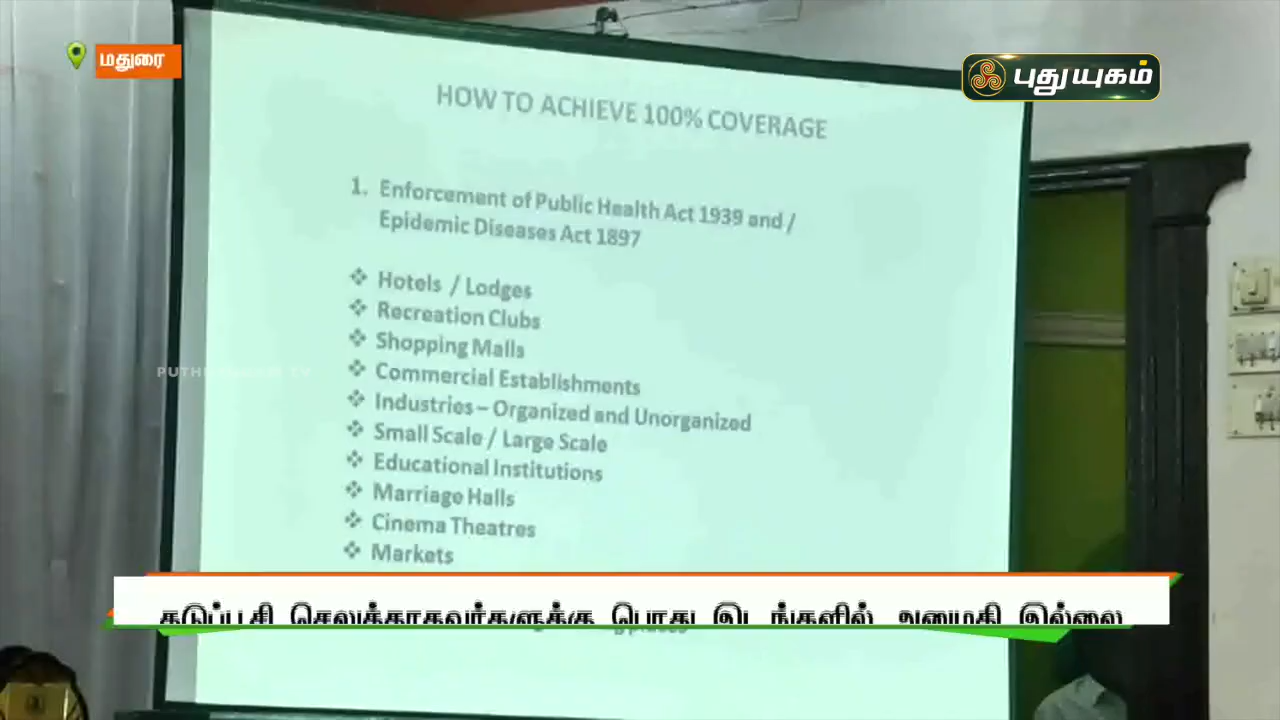 மதுரை
புதுயுகம்
HOW TO ACHIEVE 100% COVERAGE
1. Enforcement of Public Health Act 1939 and /
Epidemic Diseases Act 1897
❖ Hotels / Lodges
❖ Recreation Clubs
❖ Shopping Malls
❖ Commercial Establishments
❖ Industries – Organized and Unorganized
❖ Small Scale / Large Scale
❖ Educational Institutions
❖ Marriage Halls
❖ Cinema Theatres
❖ Markets
தடுப்பூசி செலுத்தாதவர்களுக்கு பொது இடங்களில் அனுமதி இல்லை